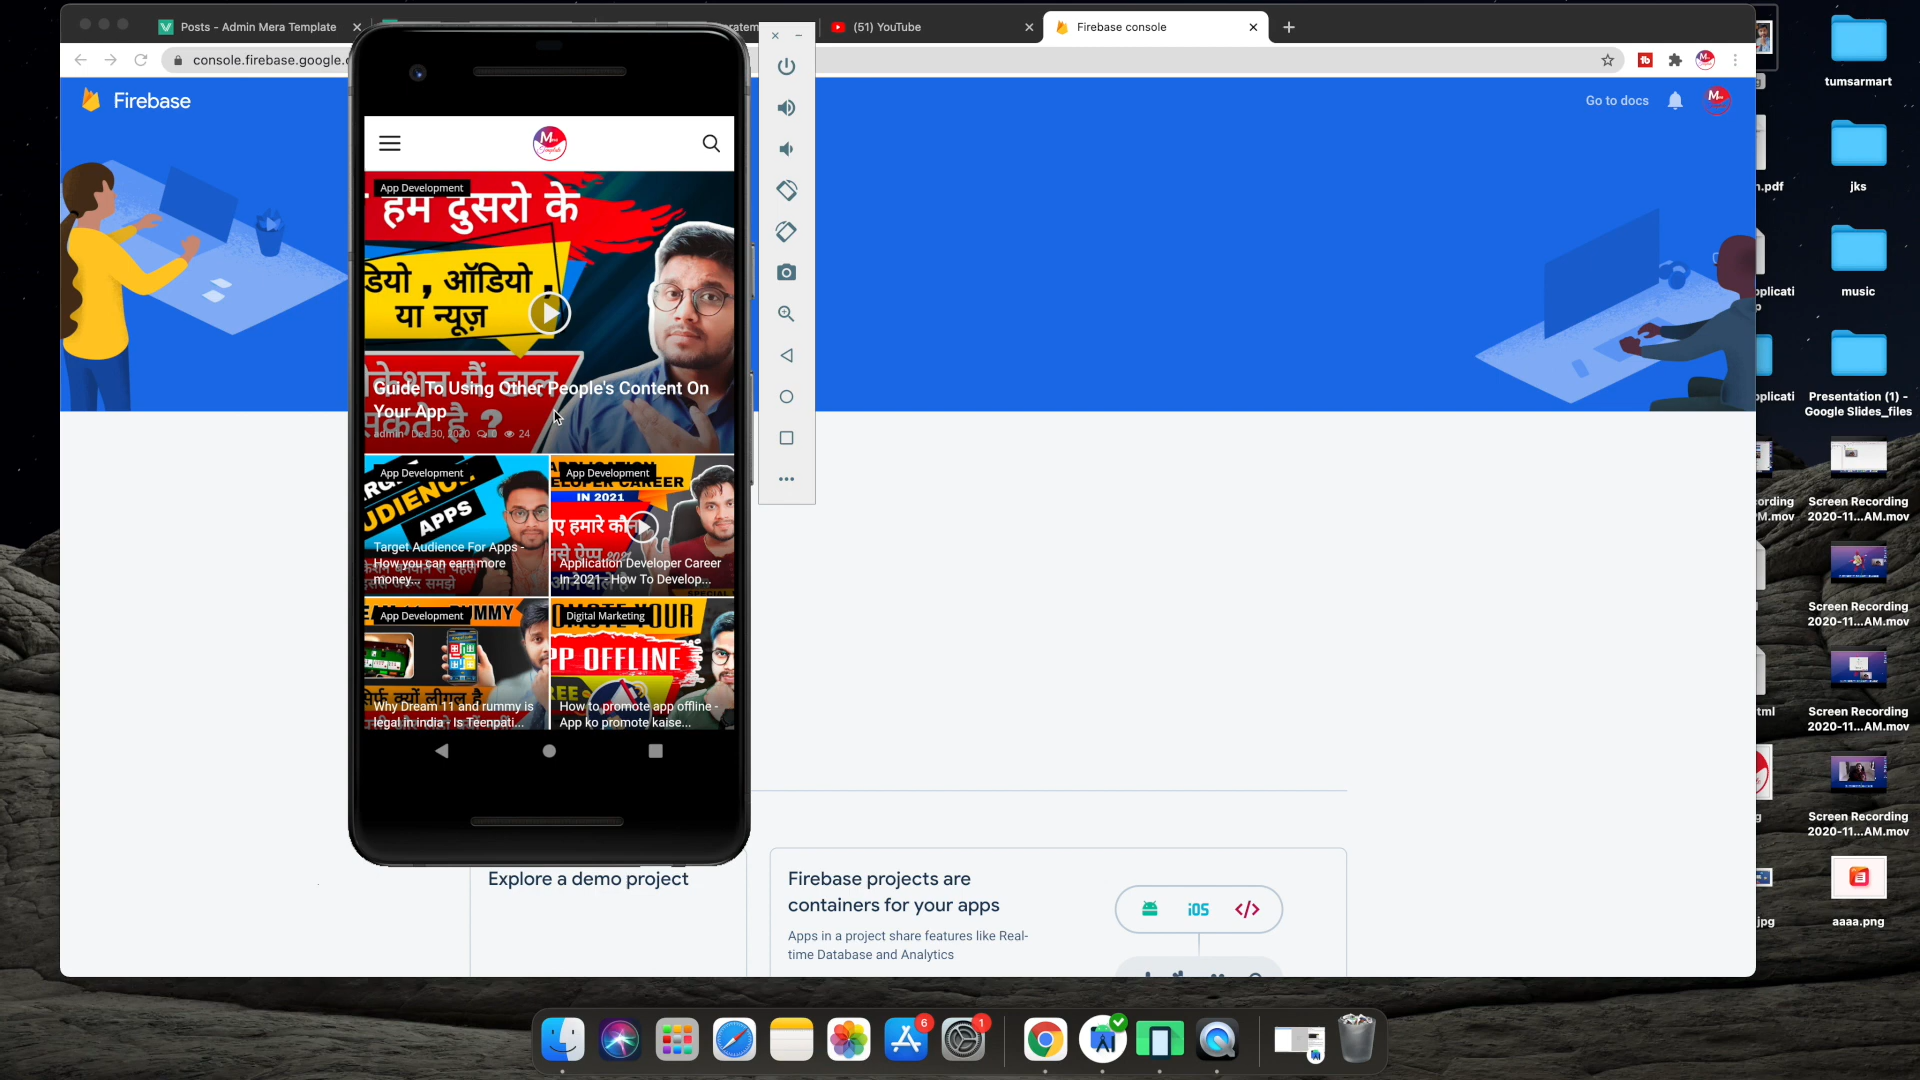 Posts - Admin Mera Template
(51) YouTube
Firebase console
console.firebase.google.c
Firebase
Go to docs
App Development
हम दुसरो के
डियो , ऑडियो ,
या न्यूज़
Guide To Using Other People's Content On
Your App
admin - Dec 30, 2020 0 24
App Development
AUDIENCE
APPS
Target Audience For Apps -
How you can earn more
money...
App Development
IN 2021
Application Developer Career
In 2021 - How To Develop...
App Development
Why Dream 11 and rummy is
legal in india - Is Teenpati...
Digital Marketing
PP OFFLINE
How to promote app offline -
App ko promote kaise...
Explore a demo project
Firebase projects are
containers for your apps
Apps in a project share features like Real-
time Database and Analytics
iOS
tumsarmart
jks
music
Presentation (1) -
Google Slides_files
Screen Recording
2020-11...AM.mov
Screen Recording
2020-11...AM.mov
Screen Recording
2020-11...AM.mov
Screen Recording
2020-11...AM.mov
aaaa.png
6
1